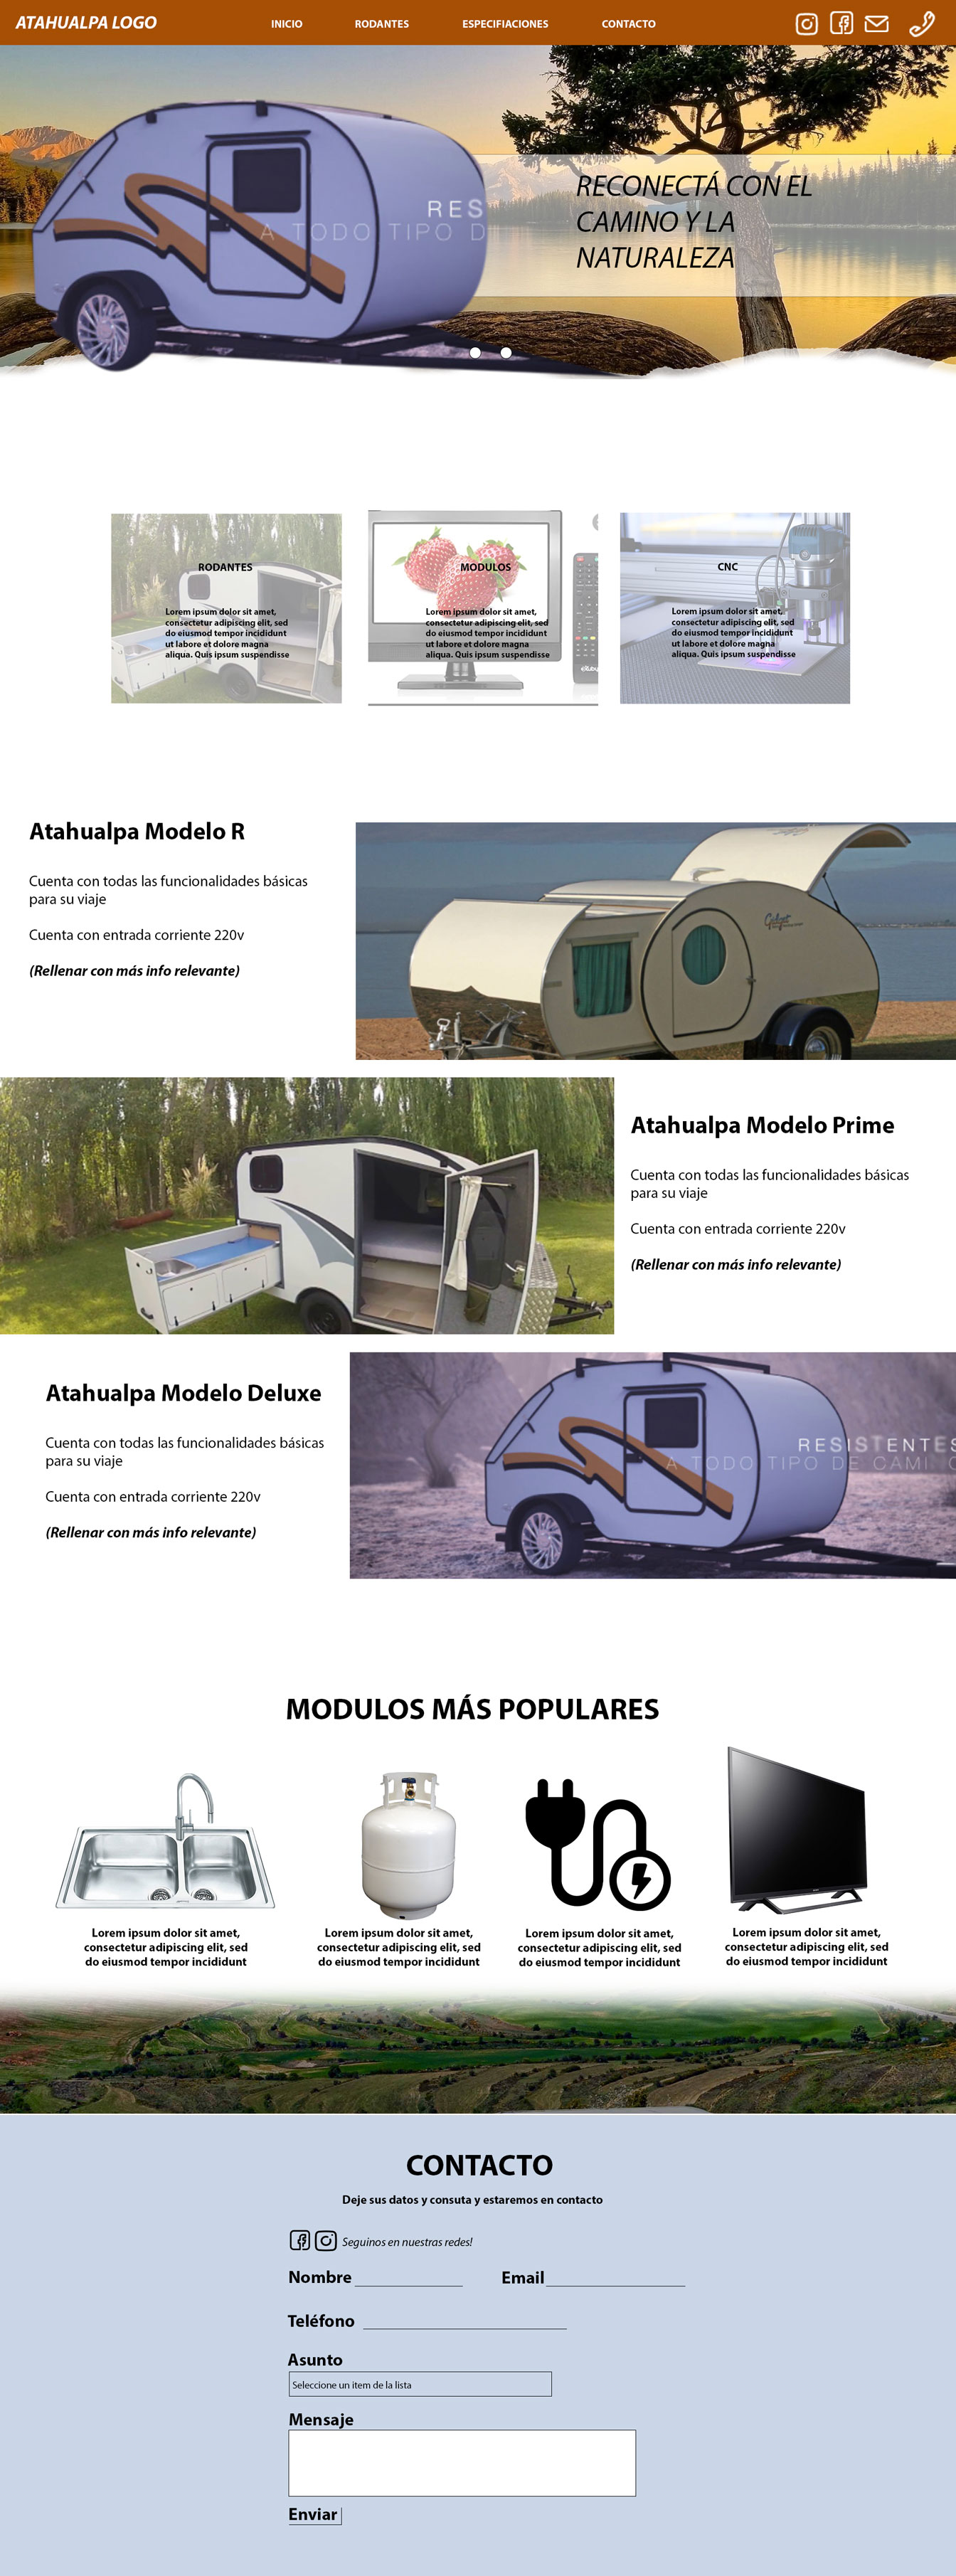 ATAHUALPA LOGO
INICIO
RODANTES
ESPECIFIACIONES
CONTACTO
RES
A TODO TIPO D
RECONECTÁ CON EL
CAMINO Y LA
NATURALEZA
RODANTES
Lorem ipsum dolor sit amet,
consectetur adipiscing elit, sed
do eiusmod tempor incididunt
ut labore et dolore magna
aliqua. Quis ipsum suspendisse
MODULOS
Lorem ipsum dolor sit amet,
consectetur adipiscing elit, sed
do eiusmod tempor incididunt
ut labore et dolore magna
aliqua. Quis ipsum suspendisse
CNC
Lorem ipsum dolor sit amet,
consectetur adipiscing elit, sed
do eiusmod tempor incididunt
ut labore et dolore magna
aliqua. Quis ipsum suspendisse
Atahualpa Modelo R
Cuenta con todas las funcionalidades básicas
para su viaje
Cuenta con entrada corriente 220v
(Rellenar con más info relevante)
Atahualpa Modelo Prime
Cuenta con todas las funcionalidades básicas
para su viaje
Cuenta con entrada corriente 220v
(Rellenar con más info relevante)
Atahualpa Modelo Deluxe
Cuenta con todas las funcionalidades básicas
para su viaje
Cuenta con entrada corriente 220v
(Rellenar con más info relevante)
RESISTENTES
A TODO TIPO DE CAMI O
MODULOS MÁS POPULARES
Lorem ipsum dolor sit amet,
consectetur adipiscing elit, sed
do eiusmod tempor incididunt
Lorem ipsum dolor sit amet,
consectetur adipiscing elit, sed
do eiusmod tempor incididunt
Lorem ipsum dolor sit amet,
consectetur adipiscing elit, sed
do eiusmod tempor incididunt
Lorem ipsum dolor sit amet,
consectetur adipiscing elit, sed
do eiusmod tempor incididunt
CONTACTO
Deje sus datos y consuta y estaremos en contacto
Seguinos en nuestras redes!
Nombre
Email
Teléfono
Asunto
Seleccione un item de la lista
Mensaje
Enviar